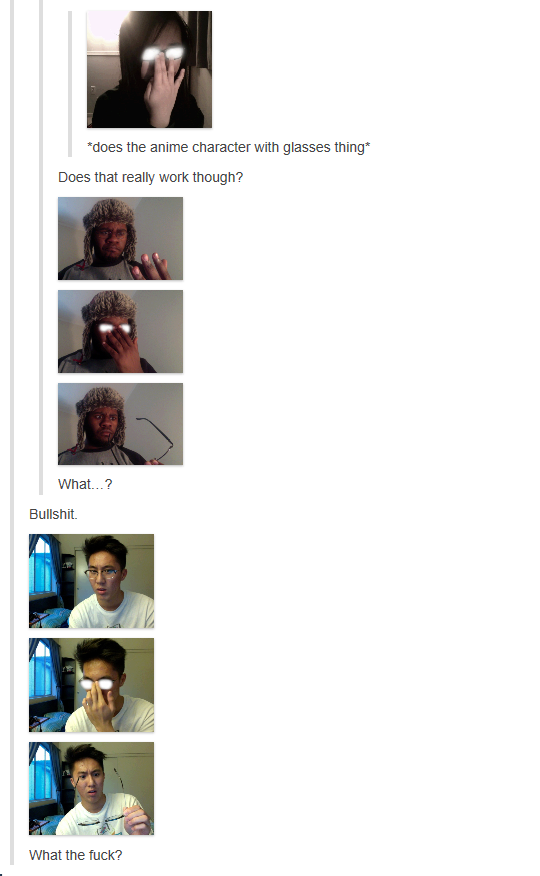 *does the anime character with glasses thing*
Does that really work though?
What...?
Bullshit.
What the fuck?